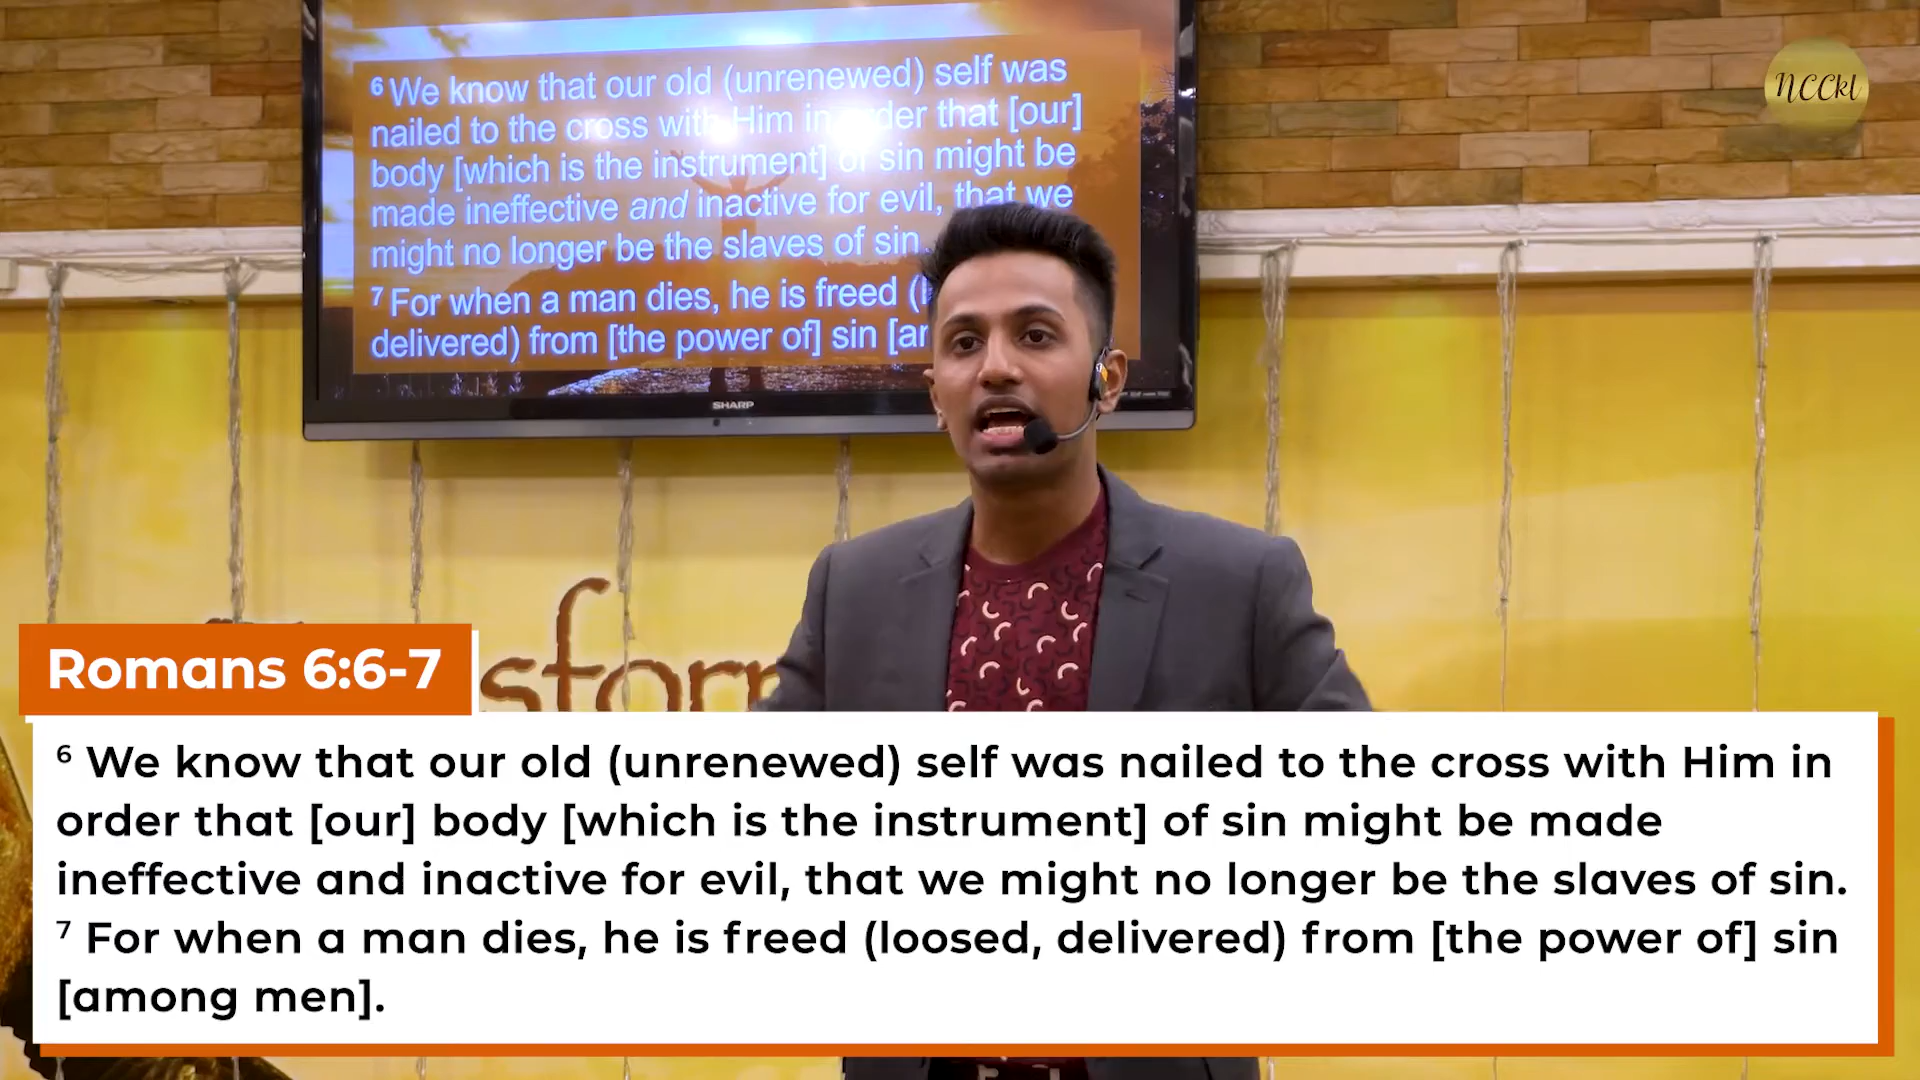 6 We know that our old (unrenewed) self was
nailed to the cross with Him in order that [our]
body [which is the instrument] of sin might be
made ineffective and inactive for evil, that we
might no longer be the slaves of sin.
7 For when a man dies, he is freed
delivered) from [the power of] sin
SHARP
NCCkl
sform
Romans 6:6-7
6 We know that our old (unrenewed) self was nailed to the cross with Him in
order that [our] body [which is the instrument] of sin might be made
ineffective and inactive for evil, that we might no longer be the slaves of sin.
7 For when a man dies, he is freed (loosed, delivered) from [the power of] sin
[among men].